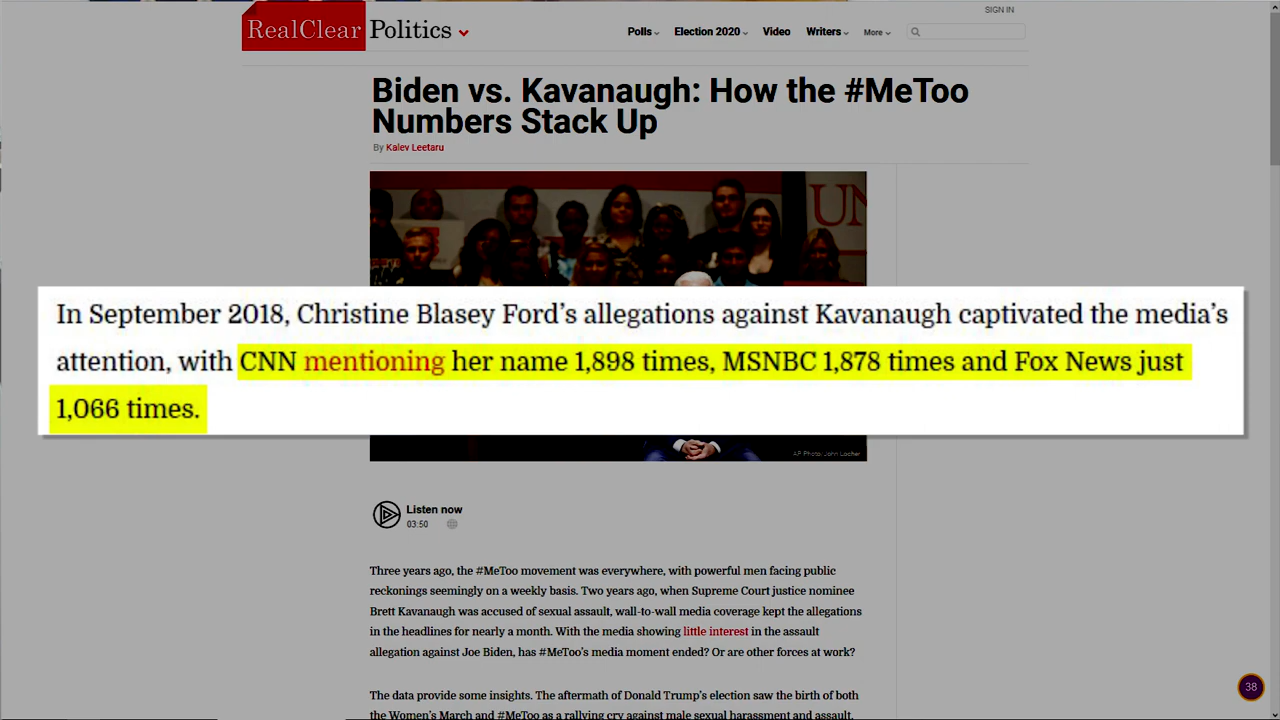 SIGN IN
RealClear Politics
Polls Election 2020 Video Writers More
Biden vs. Kavanaugh: How the #MeToo
Numbers Stack Up
By Kalev Leetaru
UN
In September 2018, Christine Blasey Ford’s allegations against Kavanaugh captivated the media’s
attention, with CNN mentioning her name 1,898 times, MSNBC 1,878 times and Fox News just
1,066 times.
AP Photo/John Locher
Listen now
03:50
Three years ago, the #MeToo movement was everywhere, with powerful men facing public
reckonings seemingly on a weekly basis. Two years ago, when Supreme Court justice nominee
Brett Kavanaugh was accused of sexual assault, wall-to-wall media coverage kept the allegations
in the headlines for nearly a month. With the media showing little interest in the assault
allegation against Joe Biden, has #MeToo’s media moment ended? Or are other forces at work?
The data provide some insights. The aftermath of Donald Trump’s election saw the birth of both
the Women’s March and #MeToo as a rallying cry against male sexual harassment and assault.
38